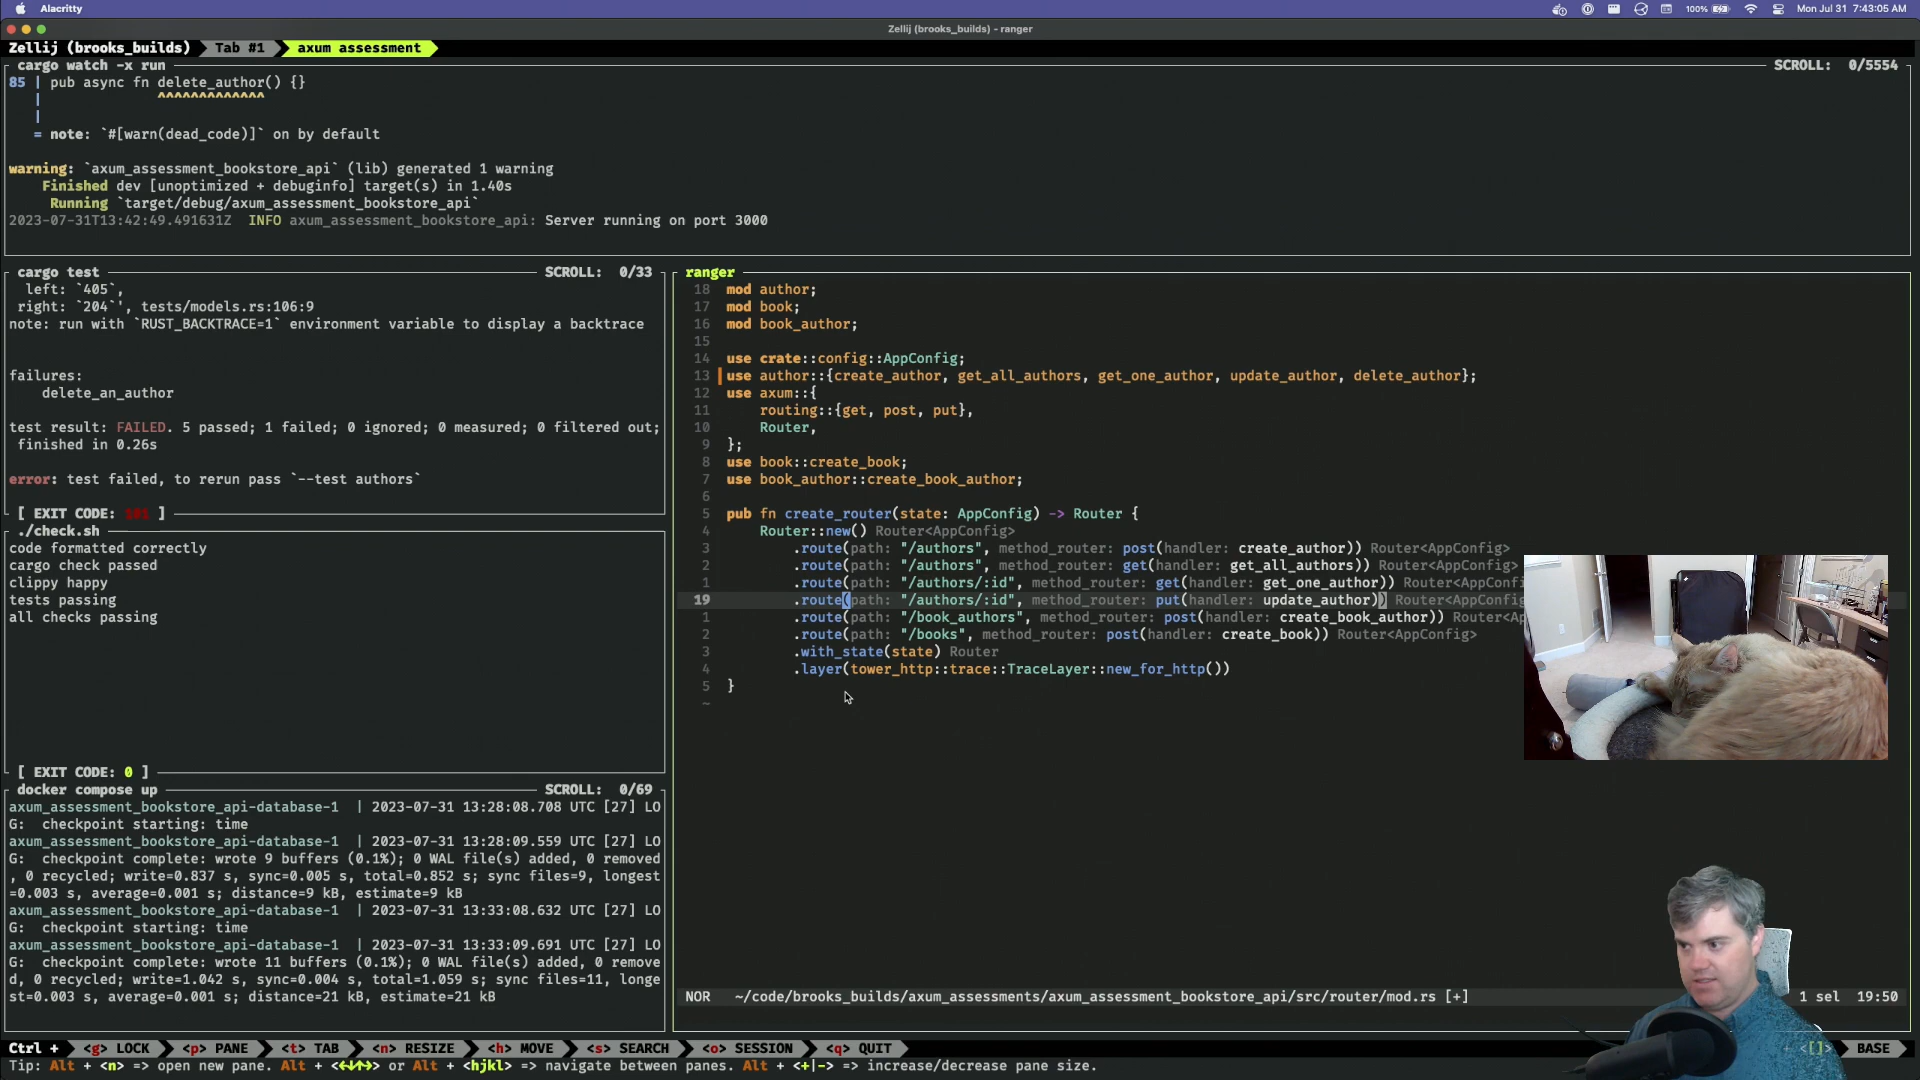 Alacritty
100%
Mon Jul 31 7:43:05 AM
Zellij (brooks_builds) - ranger
Zellij (brooks_builds) Tab #1 axum assessment
cargo watch -x run SCROLL: 0/5554
85 | pub async fn delete_author() {}
| ^^^^^^^^^^^^^
|
= note: `#[warn(dead_code)]` on by default
warning: `axum_assessment_bookstore_api` (lib) generated 1 warning
Finished dev [unoptimized + debuginfo] target(s) in 1.40s
Running `target/debug/axum_assessment_bookstore_api`
2023-07-31T13:42:49.491631Z INFO axum_assessment_bookstore_api: Server running on port 3000
cargo test SCROLL: 0/33
left: `405`,
right: `204`', tests/models.rs:106:9
note: run with `RUST_BACKTRACE=1` environment variable to display a backtrace
failures:
delete_an_author
test result: FAILED. 5 passed; 1 failed; 0 ignored; 0 measured; 0 filtered out;
finished in 0.26s
error: test failed, to rerun pass `--test authors`
[ EXIT CODE: 101 ]
./check.sh
code formatted correctly
cargo check passed
clippy happy
tests passing
all checks passing
[ EXIT CODE: 0 ]
docker compose up SCROLL: 0/69
axum_assessment_bookstore_api-database-1 | 2023-07-31 13:28:08.708 UTC [27] LO
G: checkpoint starting: time
axum_assessment_bookstore_api-database-1 | 2023-07-31 13:28:09.559 UTC [27] LO
G: checkpoint complete: wrote 9 buffers (0.1%); 0 WAL file(s) added, 0 removed
, 0 recycled; write=0.837 s, sync=0.005 s, total=0.852 s; sync files=9, longest
=0.003 s, average=0.001 s; distance=9 kB, estimate=9 kB
axum_assessment_bookstore_api-database-1 | 2023-07-31 13:33:08.632 UTC [27] LO
G: checkpoint starting: time
axum_assessment_bookstore_api-database-1 | 2023-07-31 13:33:09.691 UTC [27] LO
G: checkpoint complete: wrote 11 buffers (0.1%); 0 WAL file(s) added, 0 remove
d, 0 recycled; write=1.042 s, sync=0.004 s, total=1.059 s; sync files=11, longe
st=0.003 s, average=0.001 s; distance=21 kB, estimate=21 kB
ranger
18 mod author;
17 mod book;
16 mod book_author;
15
14 use crate::config::AppConfig;
13 use author::{create_author, get_all_authors, get_one_author, update_author, delete_author};
12 use axum::{
11 routing::{get, post, put},
10 Router,
9 };
8 use book::create_book;
7 use book_author::create_book_author;
6
5 pub fn create_router(state: AppConfig) -> Router {
4 Router::new() Router<AppConfig>
3 .route(path: "/authors", method_router: post(handler: create_author)) Router<AppConfig>
2 .route(path: "/authors", method_router: get(handler: get_all_authors)) Router<AppConfig>
1 .route(path: "/authors/:id", method_router: get(handler: get_one_author)) Router<AppConfi
19 .route(path: "/authors/:id", method_router: put(handler: update_author)) Router<AppConfig
1 .route(path: "/book_authors", method_router: post(handler: create_book_author)) Router<Ap
2 .route(path: "/books", method_router: post(handler: create_book)) Router<AppConfig>
3 .with_state(state) Router
4 .layer(tower_http::trace::TraceLayer::new_for_http())
5 }
~
NOR ~/code/brooks_builds/axum_assessments/axum_assessment_bookstore_api/src/router/mod.rs [+] 1 sel 19:50
Ctrl + <g> LOCK <p> PANE <t> TAB <n> RESIZE <h> MOVE <s> SEARCH <o> SESSION <q> QUIT <[]> BASE
Tip: Alt + <n> => open new pane. Alt + <←↓↑→> or Alt + <hjkl> => navigate between panes. Alt + <+|-> => increase/decrease pane size.